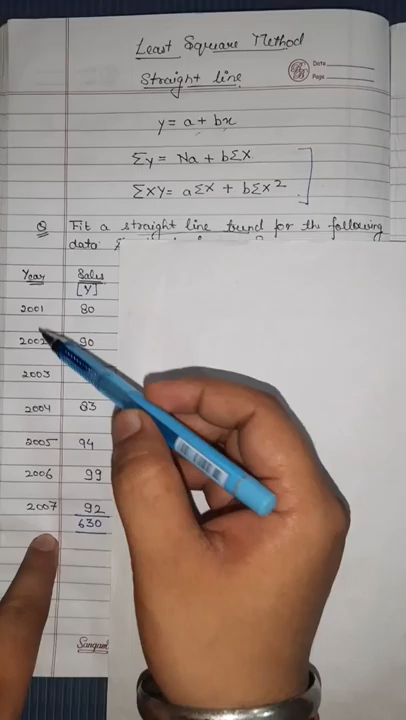 Least Square Method
Straight line
Date
Page
y = a + bx
Σy = Na + bΣX
ΣXY = aΣX + bΣX²
Q Fit a straight line trend for the following
data
Year Sales
[Y]
2001 80
2002 90
2003
2004 83
2005 94
2006 99
2007 92
630
Sangam